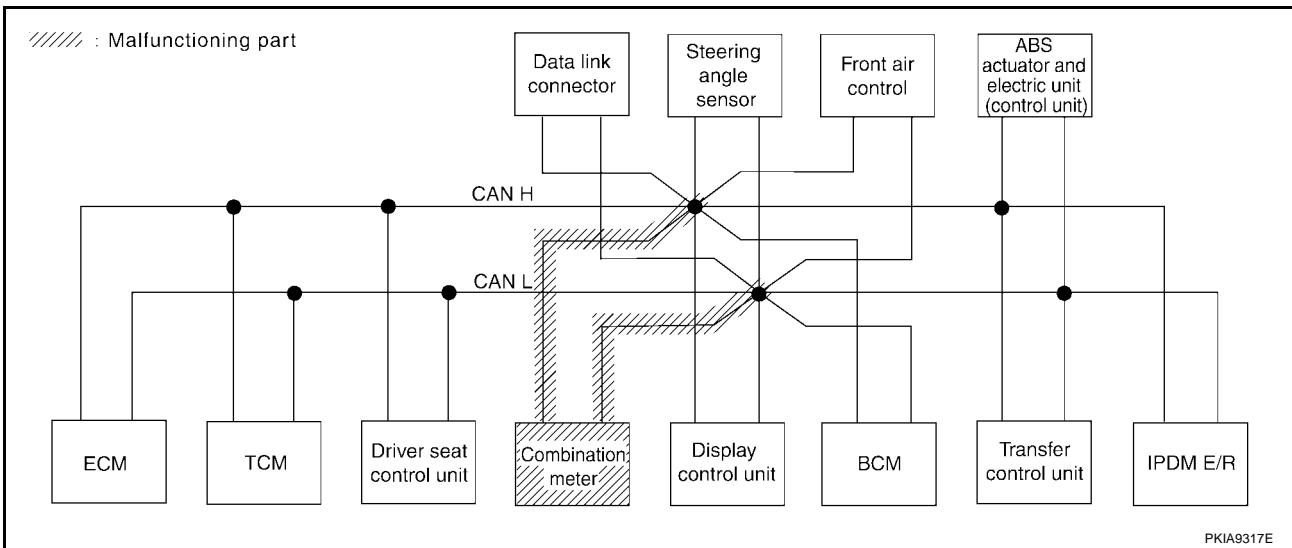 : Malfunctioning part
Data link
connector
Steering
angle
sensor
Front air
control
ABS
actuator and
electric unit
(control unit)
CAN H
CAN L
ECM
TCM
Driver seat
control unit
Combination
meter
Display
control unit
BCM
Transfer
control unit
IPDM E/R
PKIA9317E